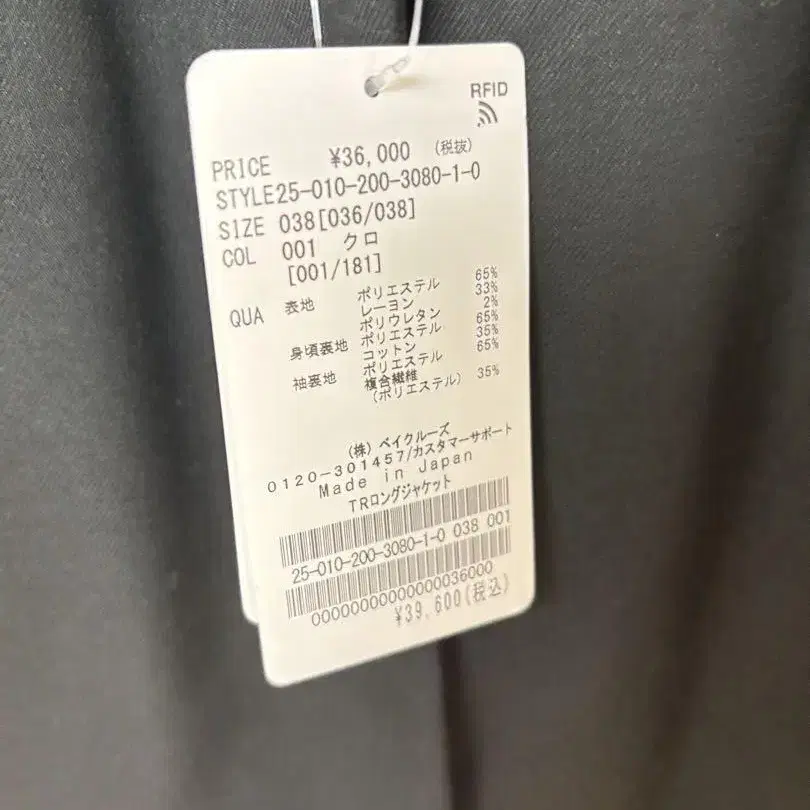 RFID
PRICE ¥36,000 (税抜)
STYLE25-010-200-3080-1-0
SIZE 038[036/038]
COL 001 クロ
[001/181]
QUA 表地 ポリエステル 65%
レーヨン 33%
ポリウレタン 2%
身頃裏地 ポリエステル 65%
コットン 35%
袖裏地 ポリエステル 65%
複合繊維 35%
(ポリエステル)
(株) ベイクルーズ
0120-301457/カスタマーサポート
Made in Japan
TRロングジャケット
25-010-200-3080-1-0 038 001
00000000000000036000
¥39,600(税込)